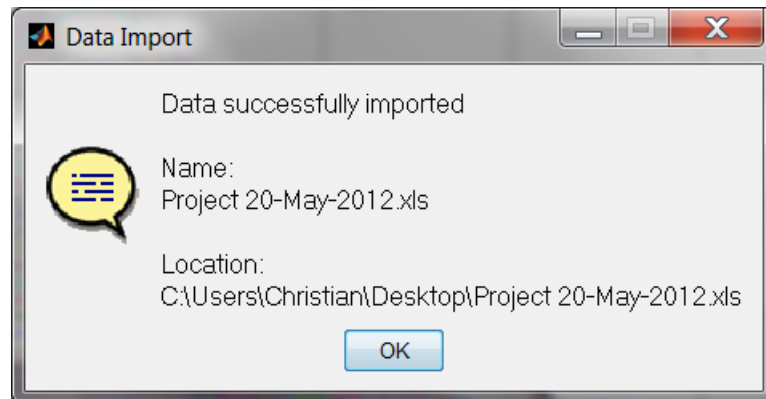 Data Import
Data successfully imported
Name:
Project 20-May-2012.xls
Location:
C:\Users\Christian\Desktop\Project 20-May-2012.xls
OK